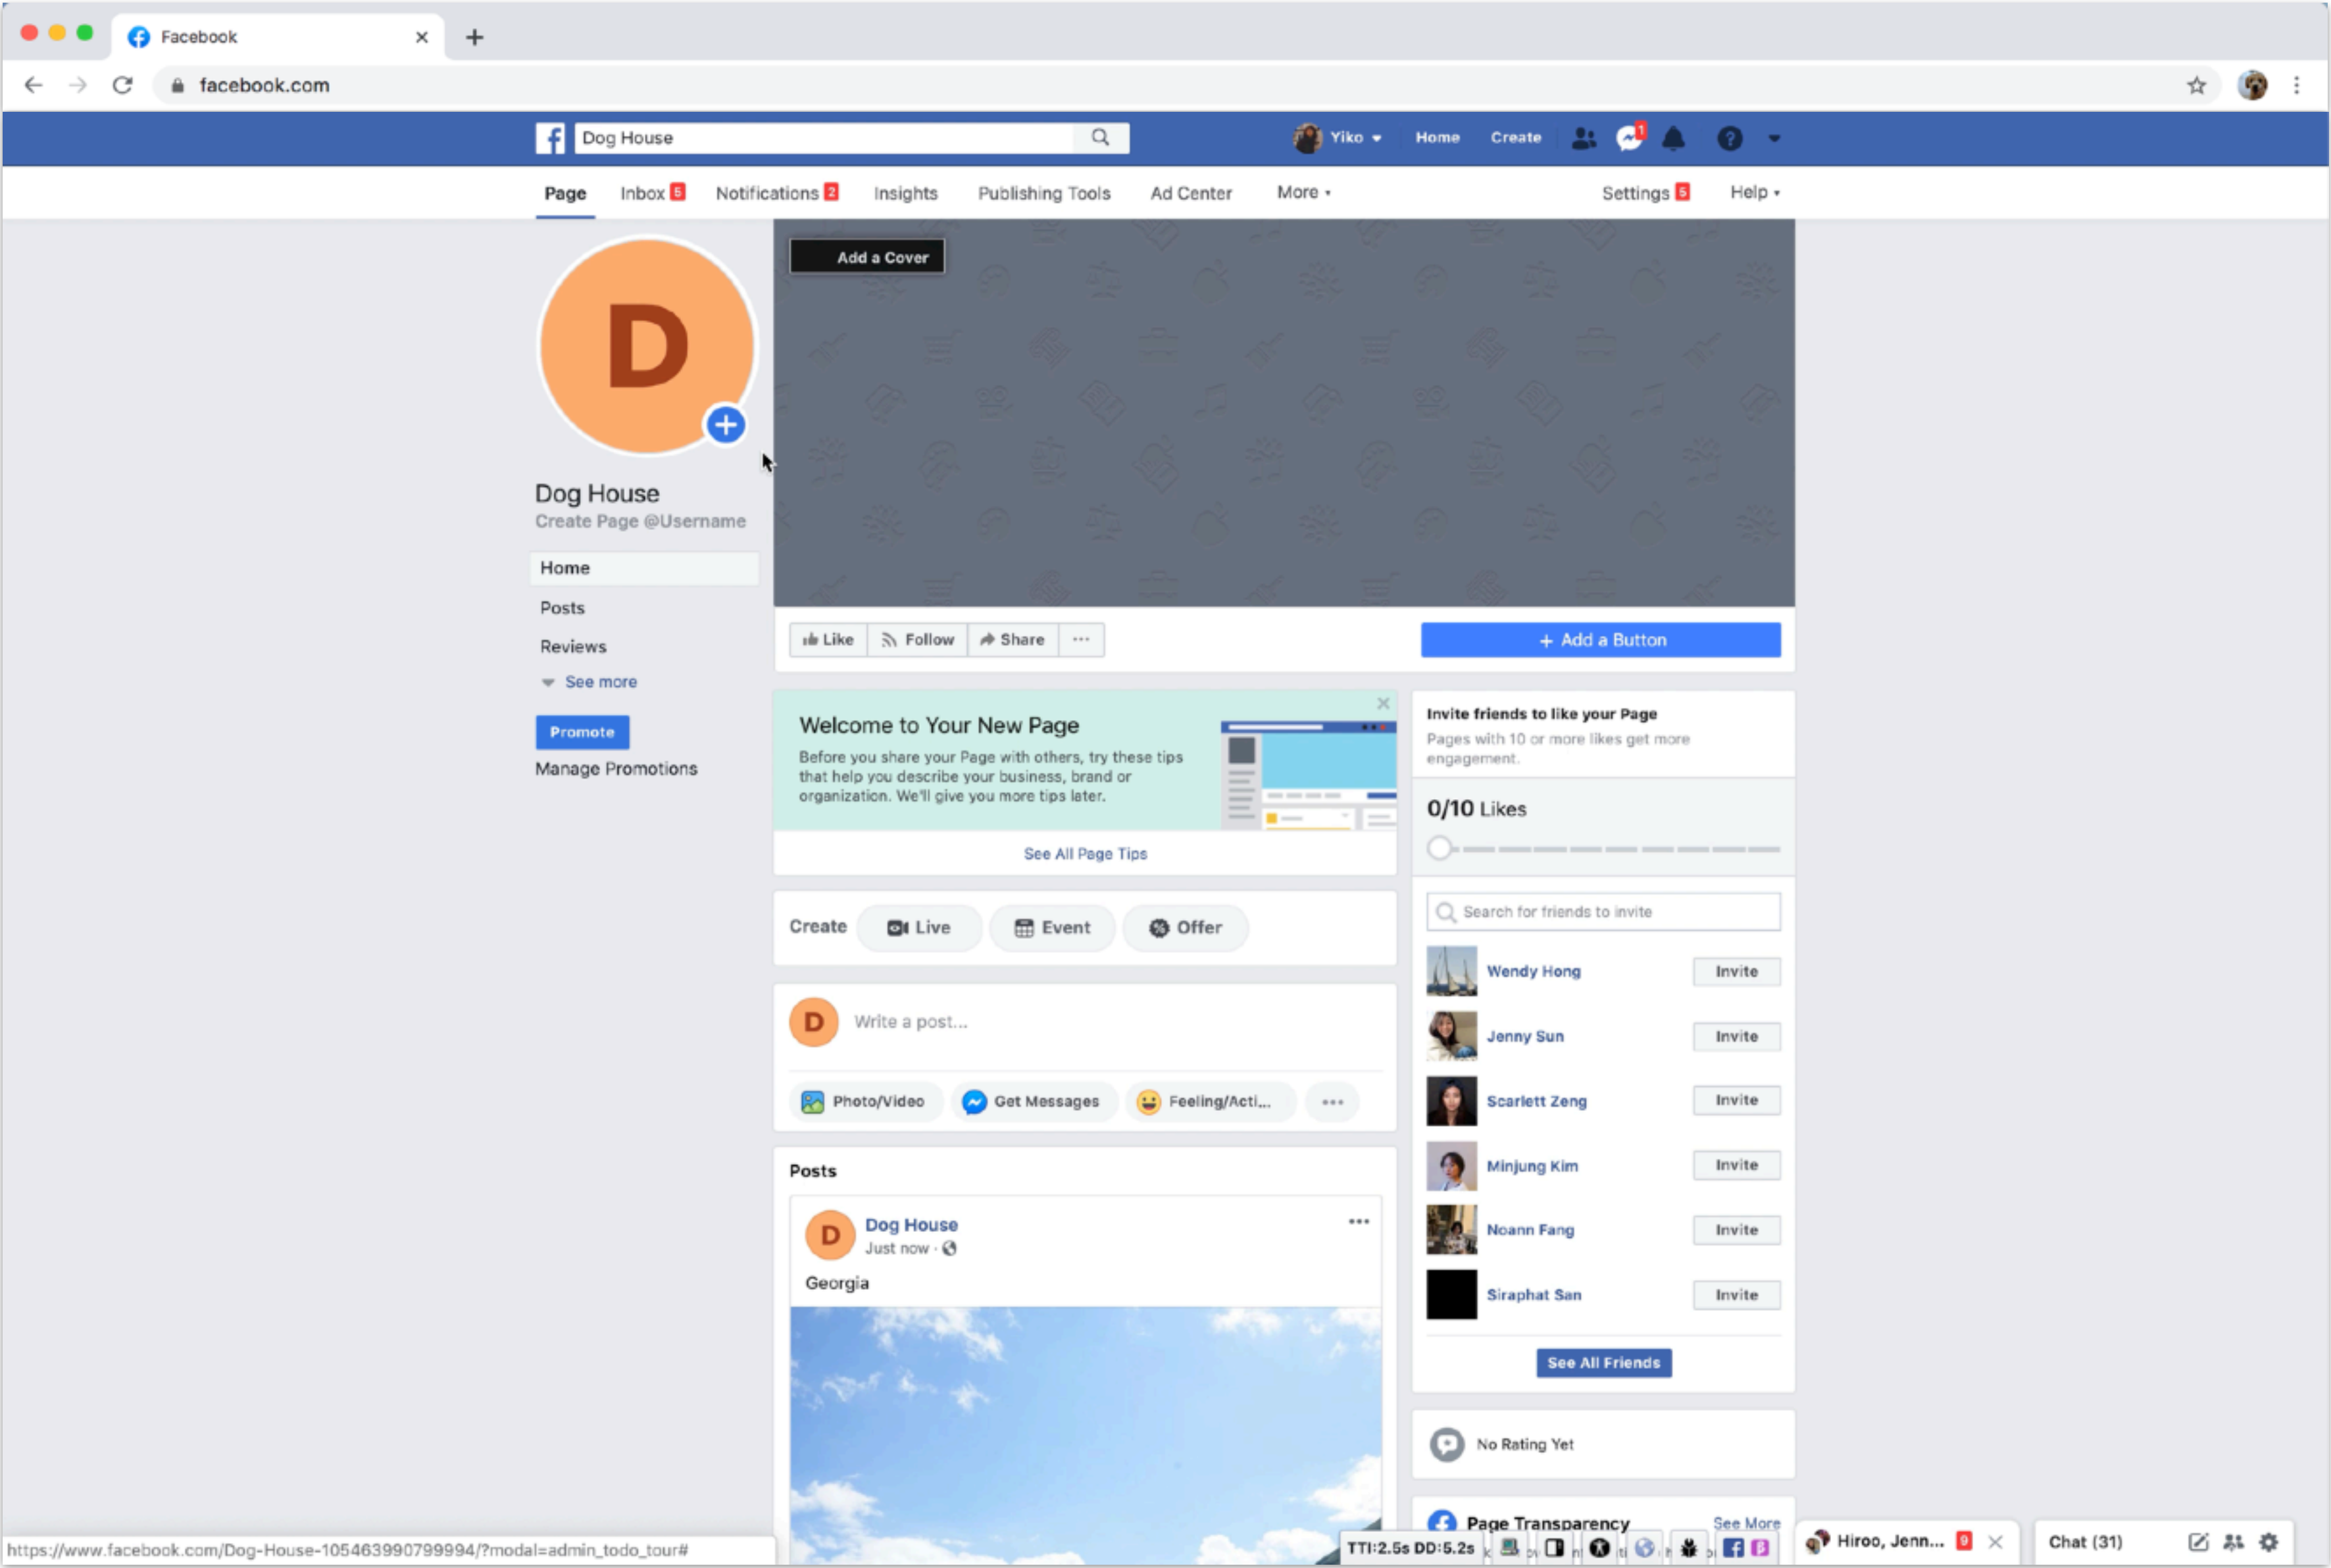 Facebook
facebook.com
Dog House
Yiko
Home
Create
1
Page
Inbox 5
Notifications 2
Insights
Publishing Tools
Ad Center
More
Settings 5
Help
D
Add a Cover
Dog House
Create Page @Username
Home
Posts
Reviews
See more
Promote
Manage Promotions
Like
Follow
Share
+ Add a Button
Welcome to Your New Page
Before you share your Page with others, try these tips
that help you describe your business, brand or
organization. We'll give you more tips later.
See All Page Tips
Create
Live
Event
Offer
D
Write a post...
Photo/Video
Get Messages
Feeling/Acti...
Posts
D
Dog House
Just now ·
Georgia
Invite friends to like your Page
Pages with 10 or more likes get more
engagement.
0/10 Likes
Search for friends to invite
Wendy Hong
Invite
Jenny Sun
Invite
Scarlett Zeng
Invite
Minjung Kim
Invite
Noann Fang
Invite
Siraphat San
Invite
See All Friends
No Rating Yet
Page Transparency
See More
https://www.facebook.com/Dog-House-105463990799994/?modal=admin_todo_tour#
TTI:2.5s DD:5.2s
Hiroo, Jenn... 9
Chat (31)